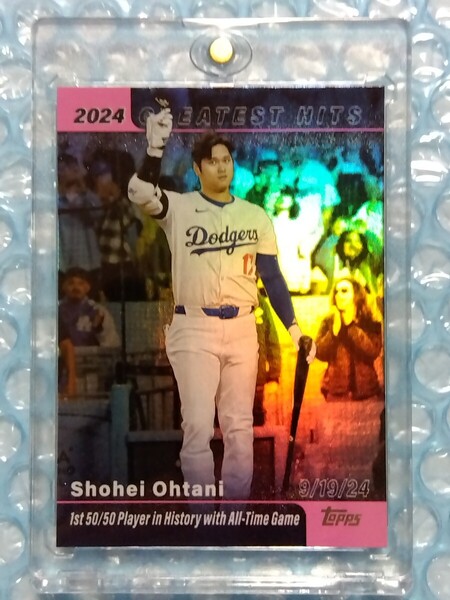 2024 GREATEST HITS
Dodgers
17
Shohei Ohtani 9/19/24
1st 50/50 Player in History with All-Time Game Topps